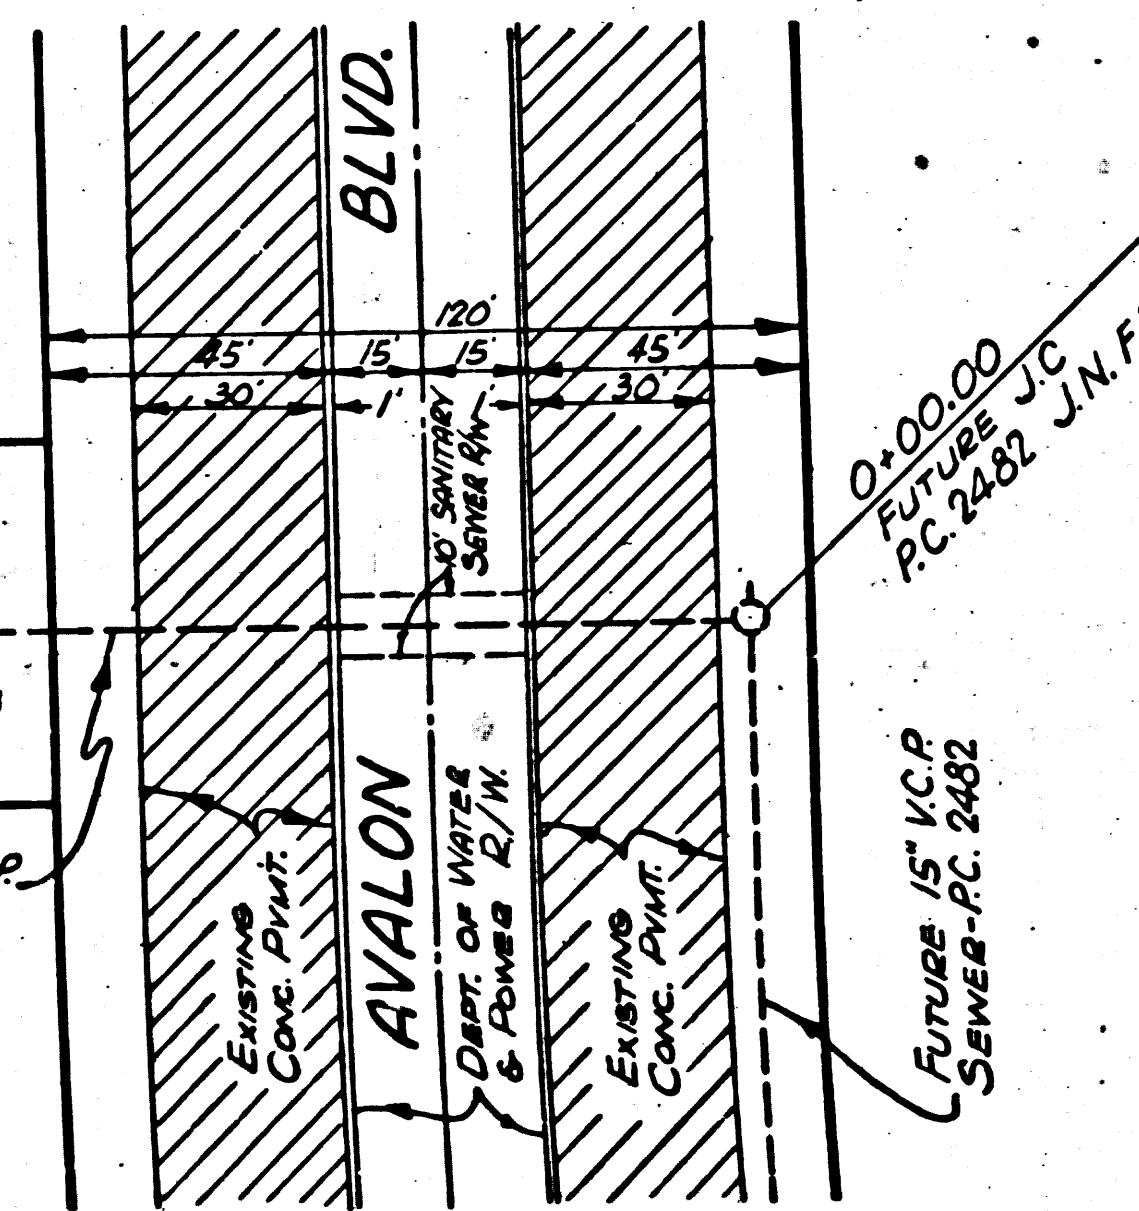 BLVD.
120'
45'
15'
15'
45'
30'
1'
1'
30'
10' SANITARY
SEWER R/W
0+00.00
FUTURE J.C
P.C. 2482 J.N. F
AVALON
DEPT. OF WATER
& POWER R/W.
EXISTING
CONC. PVMT.
EXISTING
CONC. PVMT.
FUTURE 15" V.C.P.
SEWER-P.C. 2482
.P